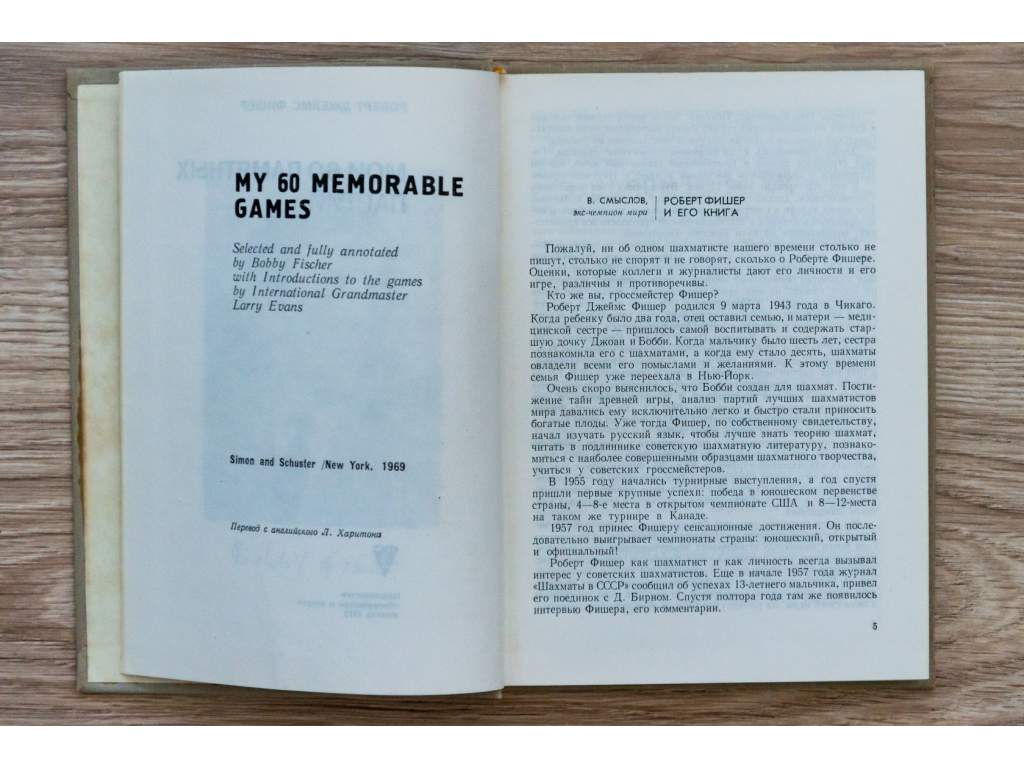 MY 60 MEMORABLE
GAMES
Selected and fully annotated
by Bobby Fischer
with Introductions to the games
by International Grandmaster
Larry Evans
Simon and Schuster /New York. 1969
Перевод с английского Л. Харитона
В. СМЫСЛОВ,
экс-чемпион мира
РОБЕРТ ФИШЕР
И ЕГО КНИГА
Пожалуй, ни об одном шахматисте нашего времени столько не
пишут, столько не спорят и не говорят, сколько о Роберте Фишере.
Оценки, которые коллеги и журналисты дают его личности и его
игре, различны и противоречивы.
Кто же вы, гроссмейстер Фишер?
Роберт Джеймс Фишер родился 9 марта 1943 года в Чикаго.
Когда ребенку было два года, отец оставил семью, и матери — меди-
цинской сестре — пришлось самой воспитывать и содержать стар-
шую дочку Джоан и Бобби. Когда мальчику было шесть лет, сестра
познакомила его с шахматами, а когда ему стало десять, шахматы
овладели всеми его помыслами и желаниями. К этому времени
семья Фишер уже переехала в Нью-Йорк.
Очень скоро выяснилось, что Бобби создан для шахмат. Пости-
жение тайн древней игры, анализ партий лучших шахматистов
мира давались ему исключительно легко и быстро стали приносить
богатые плоды. Уже тогда Фишер, по собственному свидетельству,
начал изучать русский язык, чтобы лучше знать теорию шахмат,
читать в подлиннике советскую шахматную литературу, познако-
миться с наиболее совершенными образцами шахматного творчества,
учиться у советских гроссмейстеров.
В 1955 году начались турнирные выступления, а год спустя
пришли первые крупные успехи: победа в юношеском первенстве
страны, 4—8-е места в открытом чемпионате США и 8—12-места
на таком же турнире в Канаде.
1957 год принес Фишеру сенсационные достижения. Он после-
довательно выигрывает чемпионаты страны: юношеский, открытый
и официальный!
Роберт Фишер как шахматист и как личность всегда вызывал
интерес у советских шахматистов. Еще в начале 1957 года журнал
«Шахматы в СССР» сообщил об успехах 13-летнего мальчика, привел
его поединок с Д. Бирном. Спустя полтора года там же появилось
интервью Фишера, его комментарии.
5